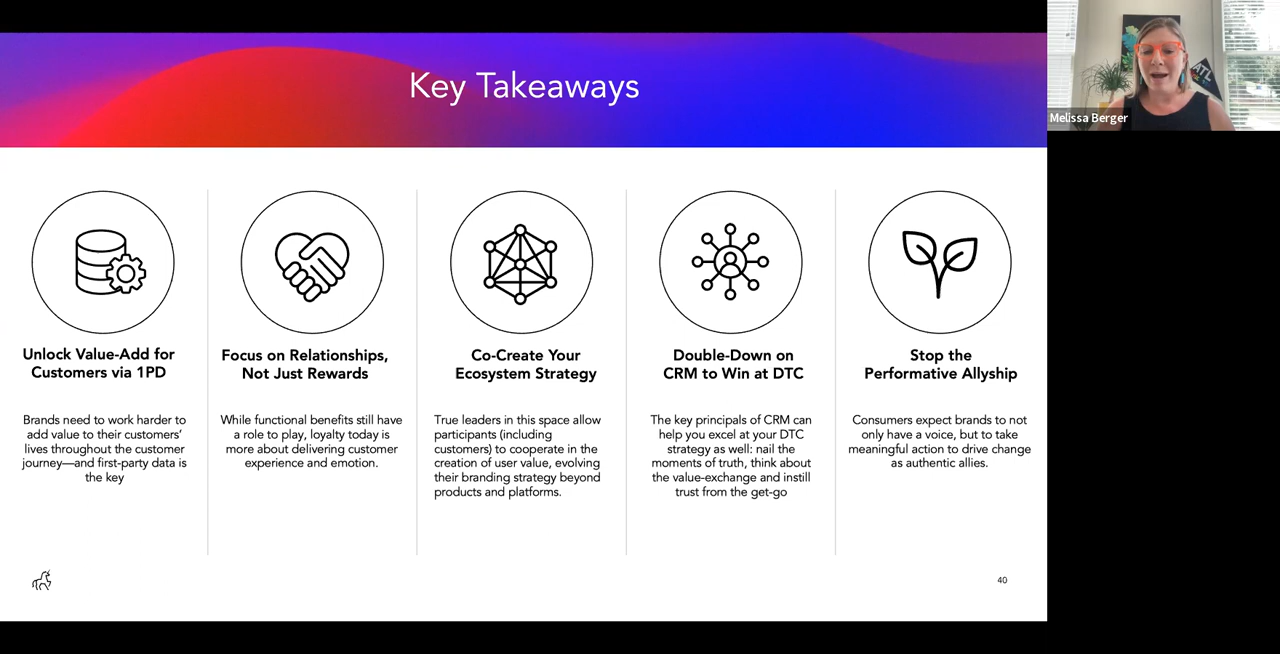 Key Takeaways
Melissa Berger
ATL
Unlock Value-Add for
Customers via 1PD
Brands need to work harder to
add value to their customers’
lives throughout the customer
journey—and first-party data is
the key
Focus on Relationships,
Not Just Rewards
While functional benefits still have
a role to play, loyalty today is
more about delivering customer
experience and emotion.
Co-Create Your
Ecosystem Strategy
True leaders in this space allow
participants (including
customers) to cooperate in the
creation of user value, evolving
their branding strategy beyond
products and platforms.
Double-Down on
CRM to Win at DTC
The key principals of CRM can
help you excel at your DTC
strategy as well: nail the
moments of truth, think about
the value-exchange and instill
trust from the get-go
Stop the
Performative Allyship
Consumers expect brands to not
only have a voice, but to take
meaningful action to drive change
as authentic allies.
40